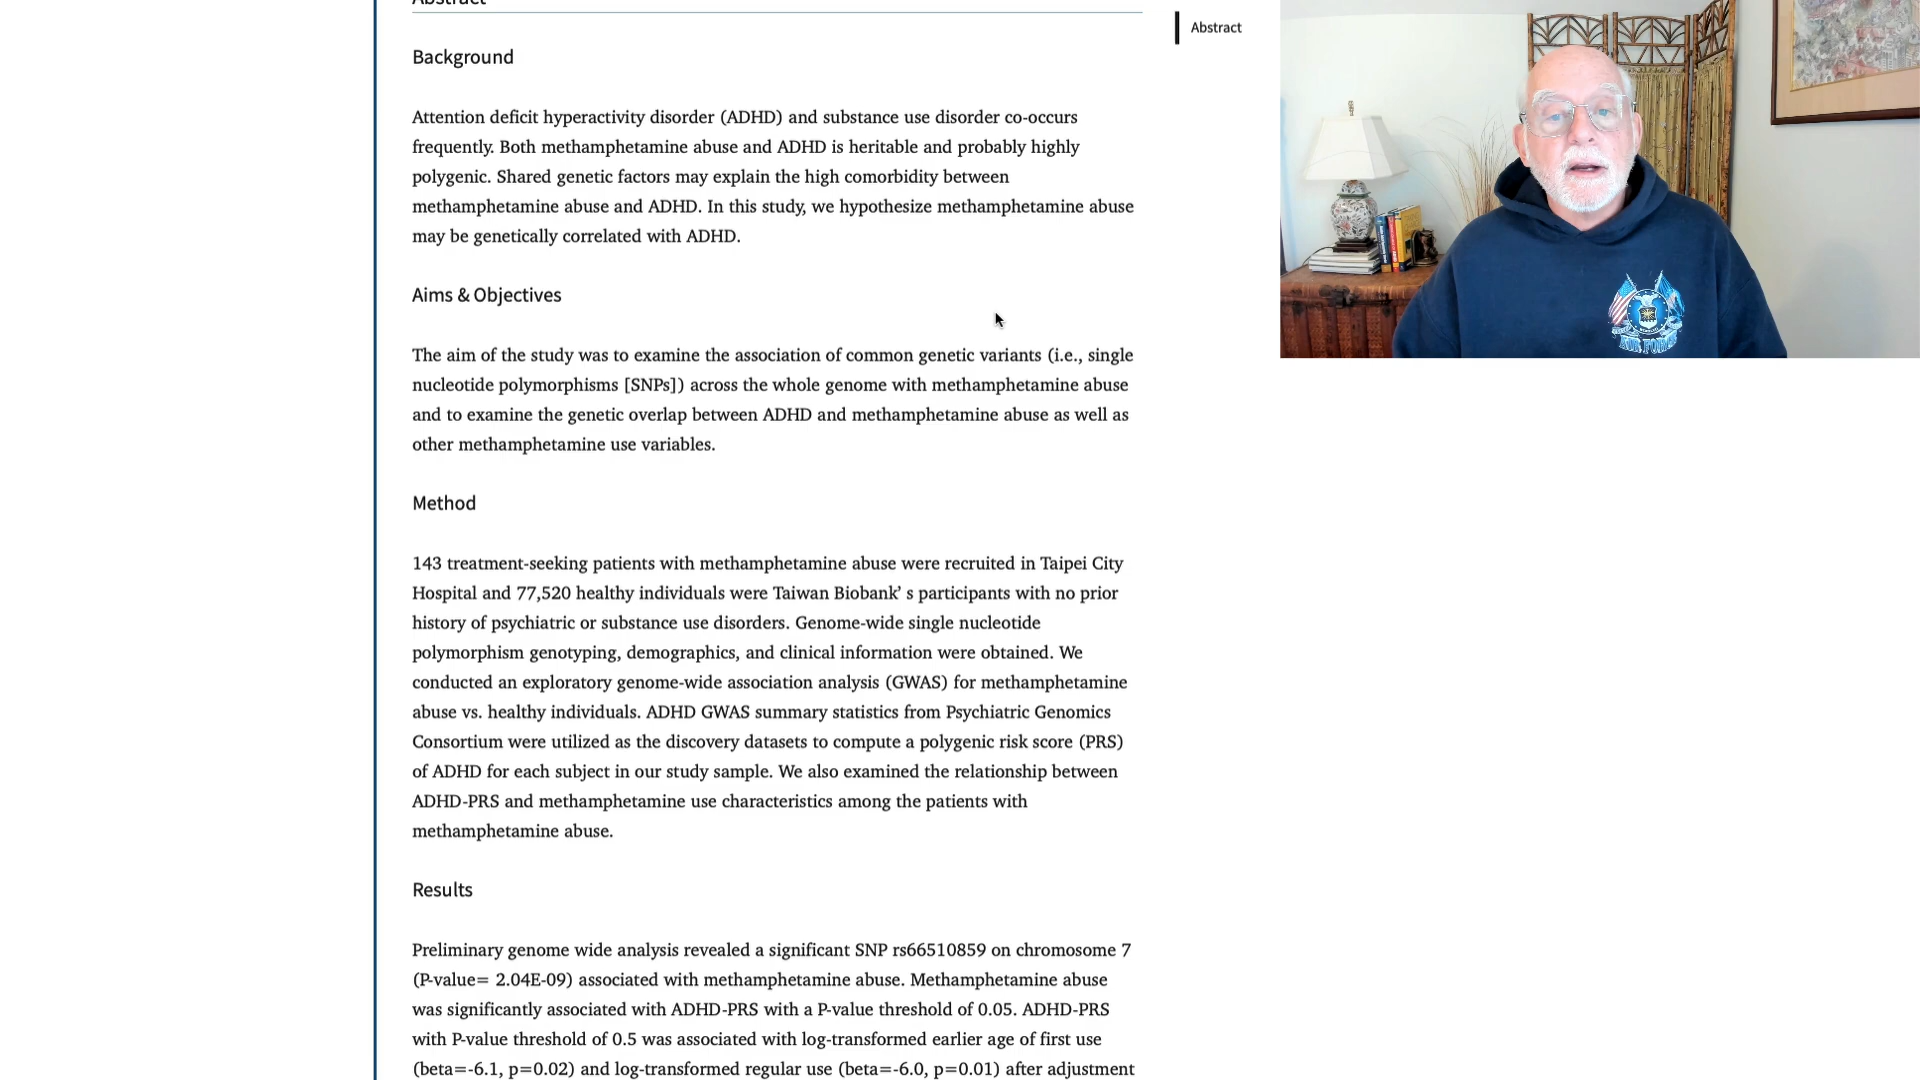 Abstract
Background
Attention deficit hyperactivity disorder (ADHD) and substance use disorder co-occurs
frequently. Both methamphetamine abuse and ADHD is heritable and probably highly
polygenic. Shared genetic factors may explain the high comorbidity between
methamphetamine abuse and ADHD. In this study, we hypothesize methamphetamine abuse
may be genetically correlated with ADHD.
Aims & Objectives
The aim of the study was to examine the association of common genetic variants (i.e., single
nucleotide polymorphisms [SNPs]) across the whole genome with methamphetamine abuse
and to examine the genetic overlap between ADHD and methamphetamine abuse as well as
other methamphetamine use variables.
Method
143 treatment-seeking patients with methamphetamine abuse were recruited in Taipei City
Hospital and 77,520 healthy individuals were Taiwan Biobank’ s participants with no prior
history of psychiatric or substance use disorders. Genome-wide single nucleotide
polymorphism genotyping, demographics, and clinical information were obtained. We
conducted an exploratory genome-wide association analysis (GWAS) for methamphetamine
abuse vs. healthy individuals. ADHD GWAS summary statistics from Psychiatric Genomics
Consortium were utilized as the discovery datasets to compute a polygenic risk score (PRS)
of ADHD for each subject in our study sample. We also examined the relationship between
ADHD-PRS and methamphetamine use characteristics among the patients with
methamphetamine abuse.
Results
Preliminary genome wide analysis revealed a significant SNP rs66510859 on chromosome 7
(P-value= 2.04E-09) associated with methamphetamine abuse. Methamphetamine abuse
was significantly associated with ADHD-PRS with a P-value threshold of 0.05. ADHD-PRS
with P-value threshold of 0.5 was associated with log-transformed earlier age of first use
(beta=-6.1, p=0.02) and log-transformed regular use (beta=-6.0, p=0.01) after adjustment
Abstract
AIR FORCE